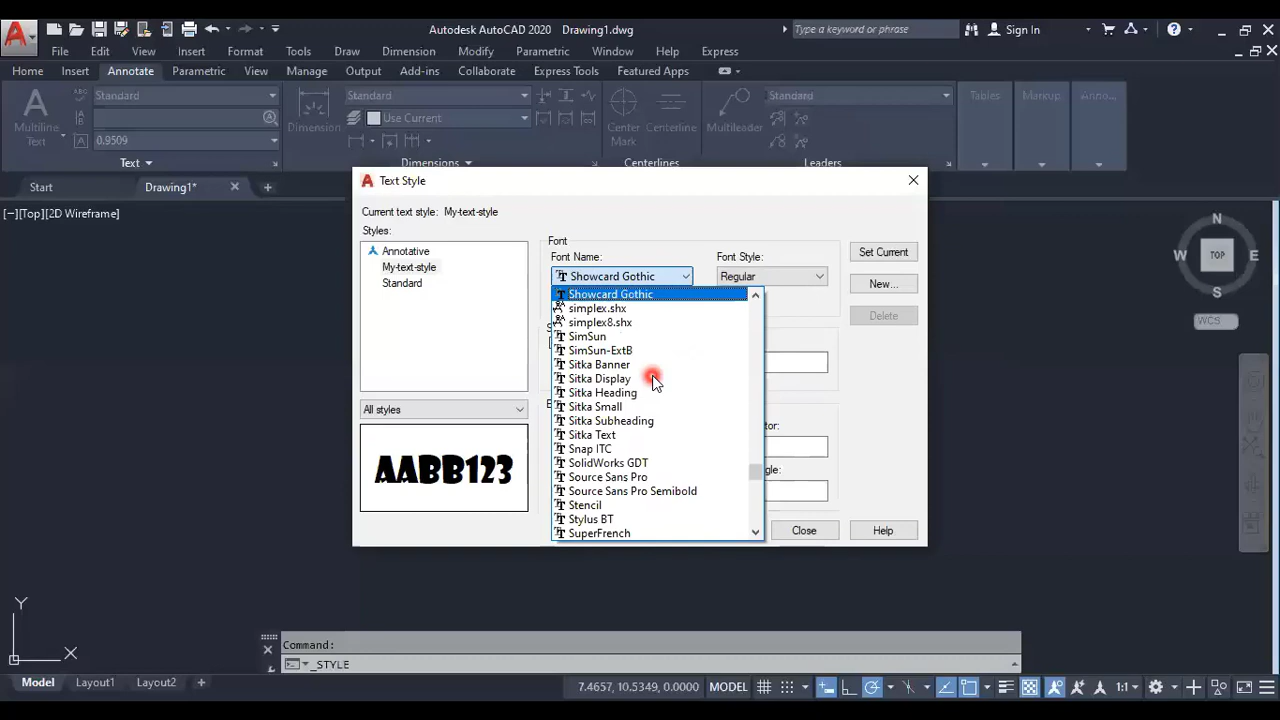 Autodesk AutoCAD 2020 Drawing1.dwg
Type a keyword or phrase
Sign In
File Edit View Insert Format Tools Draw Dimension Modify Parametric Window Help Express
Home Insert Annotate Parametric View Manage Output Add-ins Collaborate Express Tools Featured Apps
Multiline Text
Standard
0.9509
Text
Dimension
Standard
Use Current
Dimensions
Center Mark
Centerline
Centerlines
Multileader
Standard
Leaders
Tables
Markup
Anno...
Start
Drawing1*
[−][Top][2D Wireframe]
Text Style
Current text style: My-text-style
Styles:
Annotative
My-text-style
Standard
All styles
AABB123
Font
Font Name:
Showcard Gothic
Font Style:
Regular
Showcard Gothic
simplex.shx
simplex8.shx
SimSun
SimSun-ExtB
Sitka Banner
Sitka Display
Sitka Heading
Sitka Small
Sitka Subheading
Sitka Text
Snap ITC
SolidWorks GDT
Source Sans Pro
Source Sans Pro Semibold
Stencil
Stylus BT
SuperFrench
tor:
gle:
Set Current
New...
Delete
Close
Help
N
W TOP E
S
WCS
Y
X
Command:
_STYLE
Model Layout1 Layout2
7.4657, 10.5349, 0.0000 MODEL
1:1